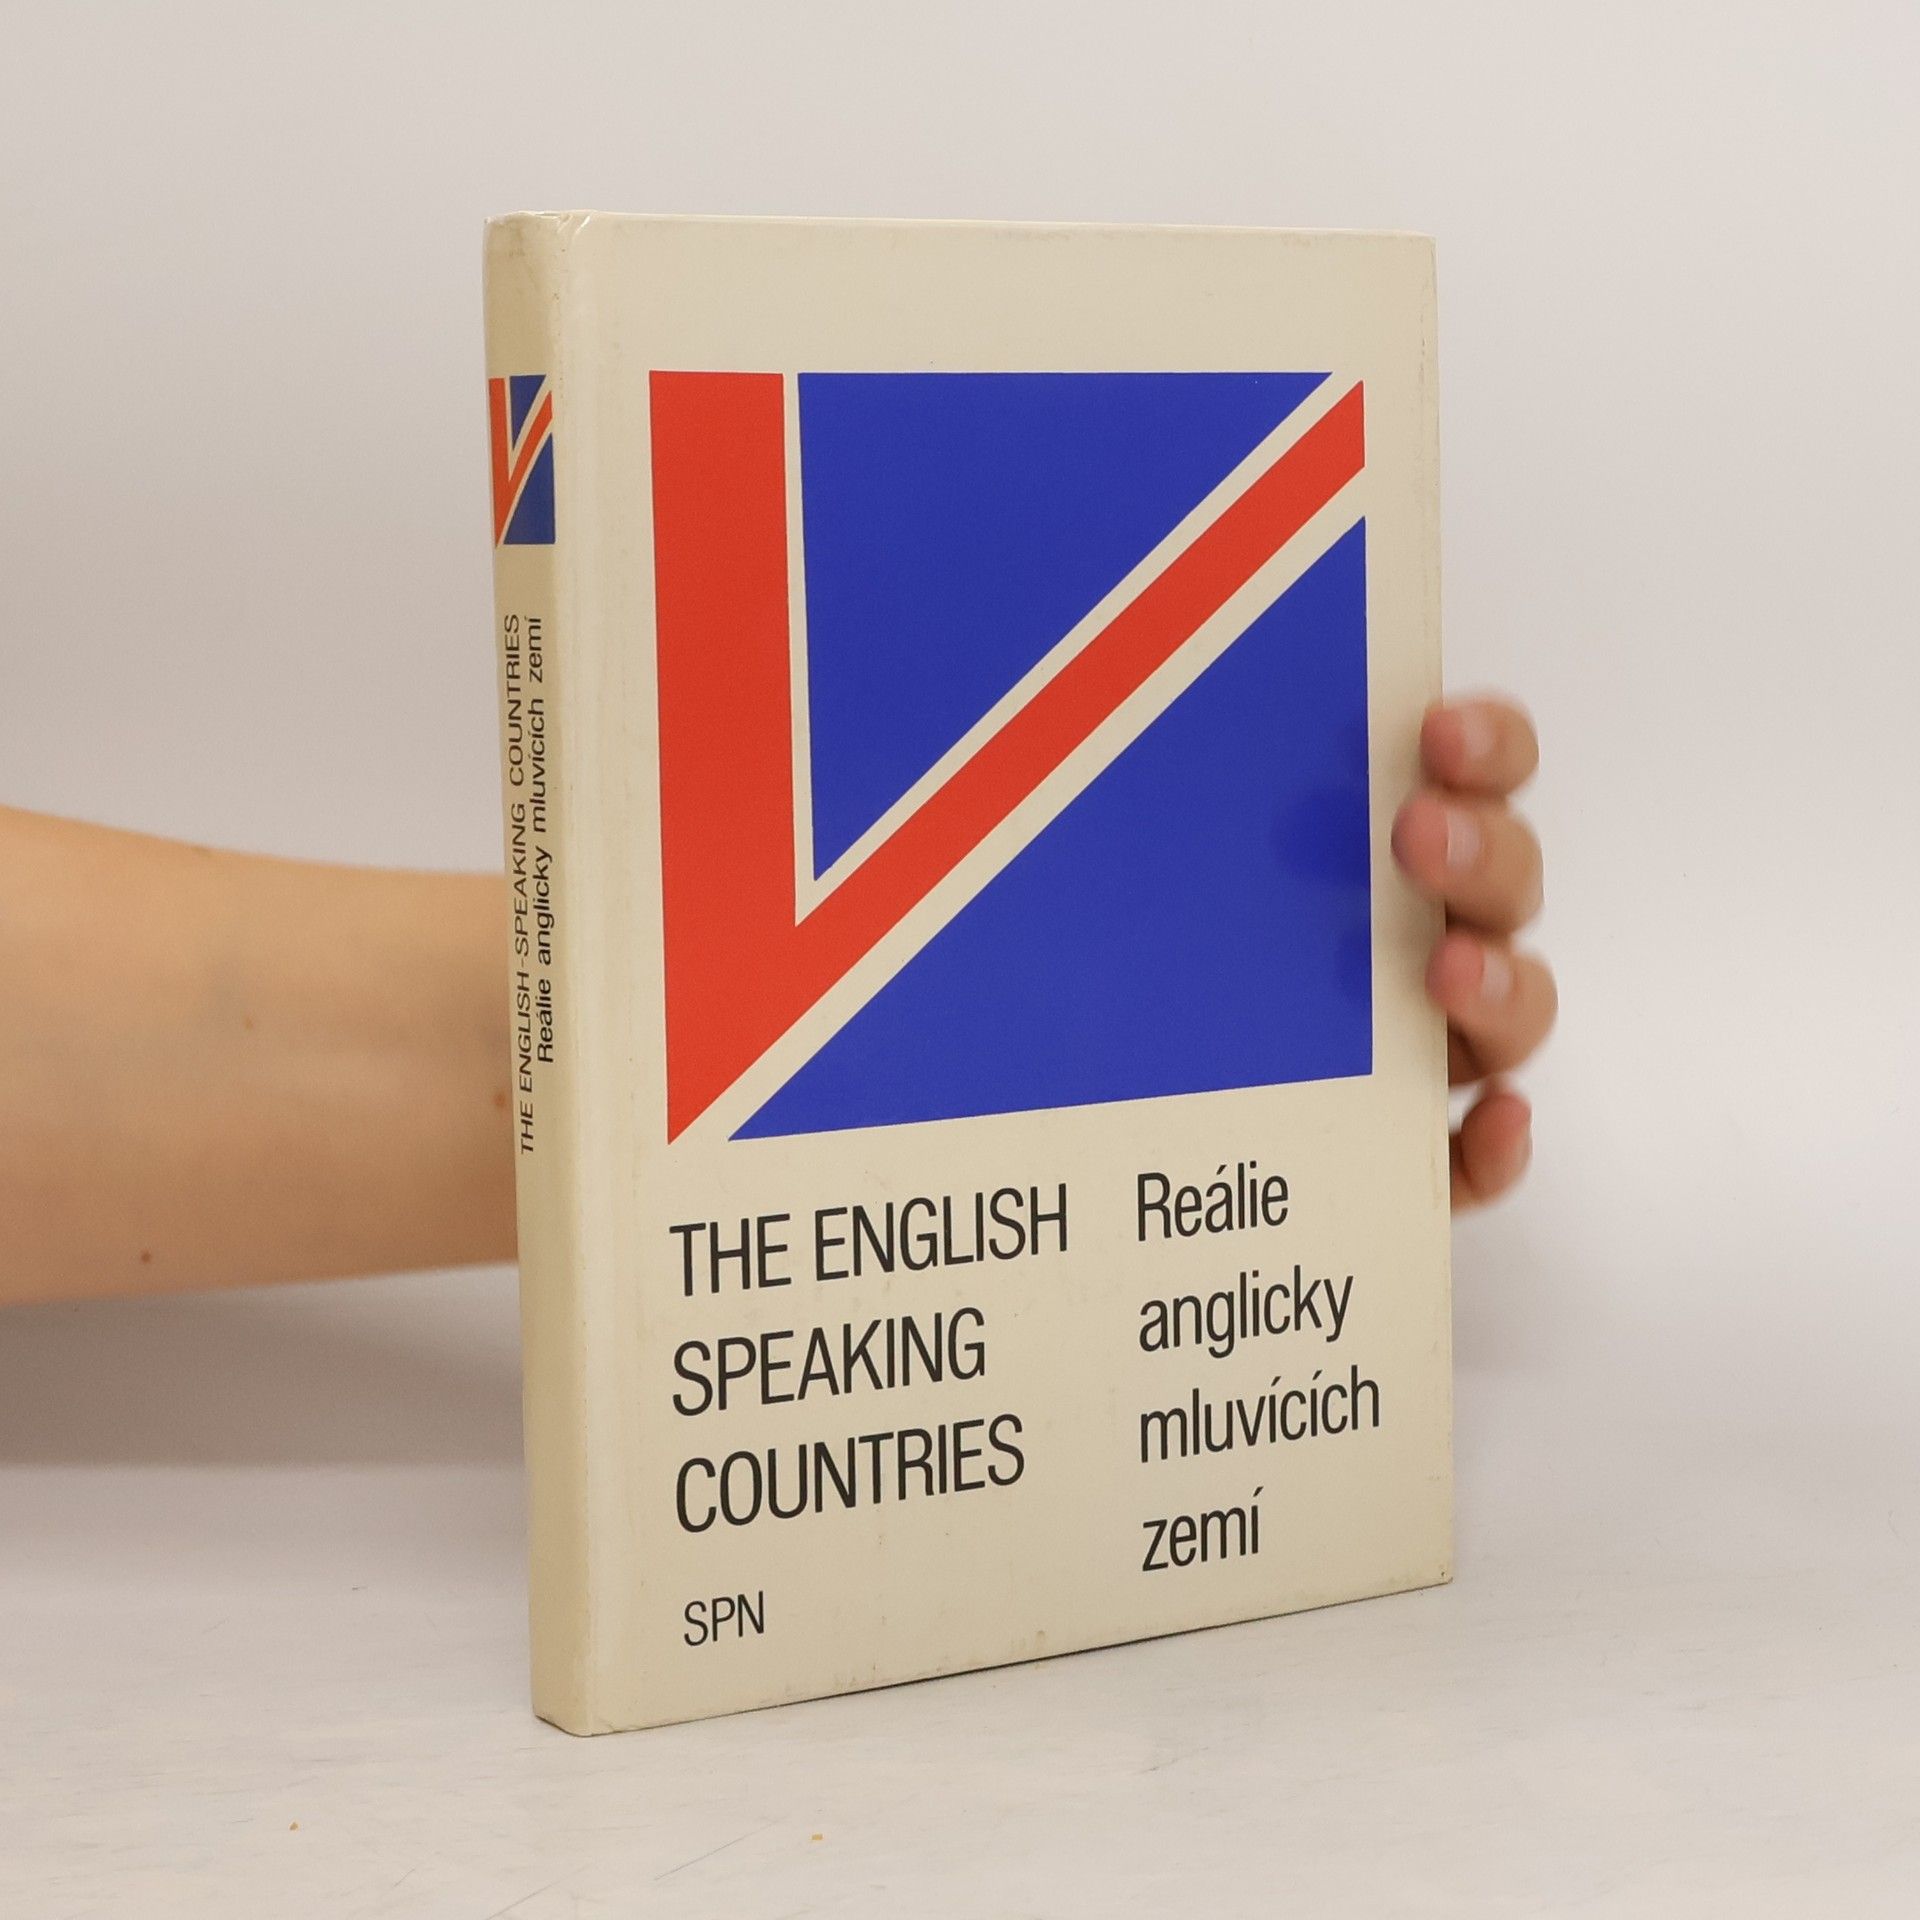 THE ENGLISH-SPEAKING COUNTRIES
Reálie anglicky mluvících zemí
THE ENGLISH
SPEAKING
COUNTRIES
Reálie
anglicky
mluvících
zemí
SPN